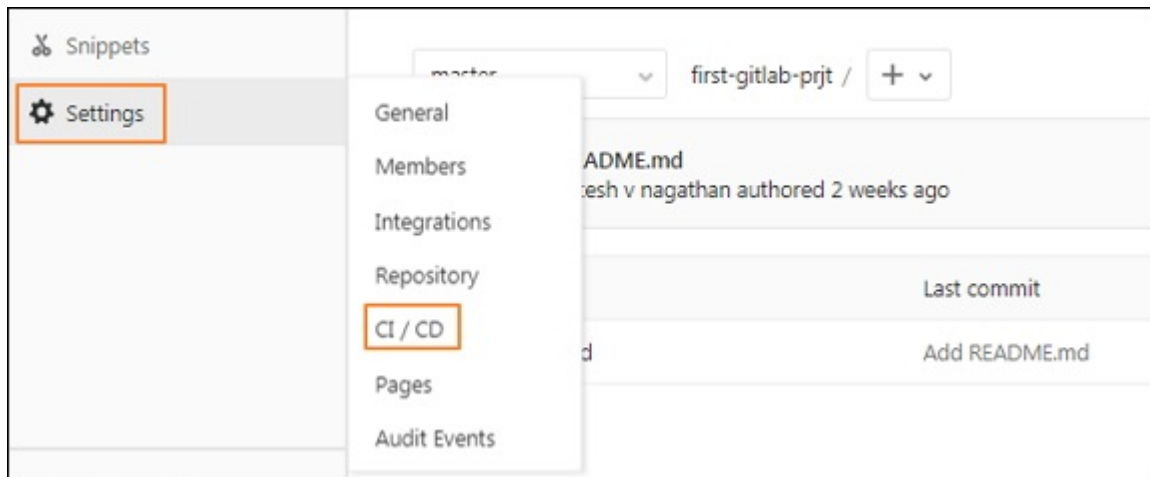 Snippets
Settings
General
Members
Integrations
Repository
CI / CD
Pages
Audit Events
master
first-gitlab-prjt / +
ADME.md
esh v nagathan authored 2 weeks ago
Last commit
d
Add README.md